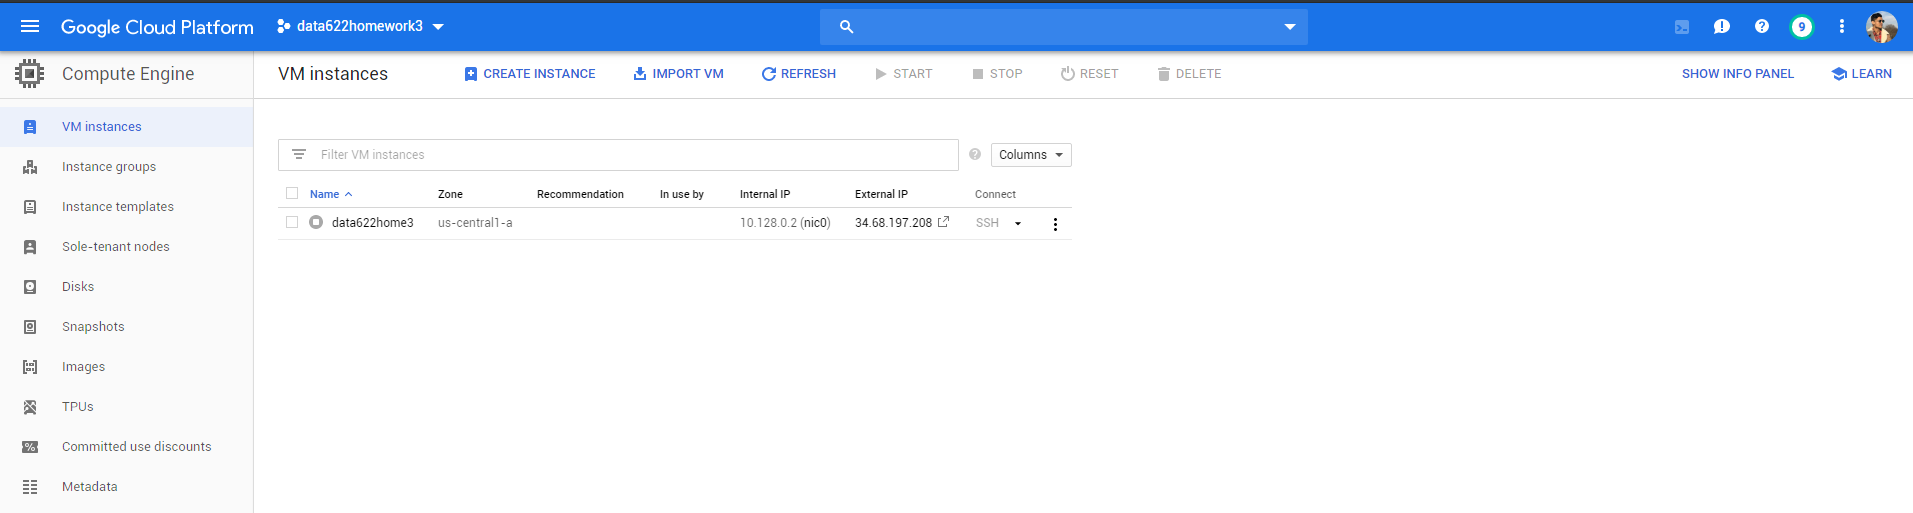 Google Cloud Platform data622homework3 9
Compute Engine VM instances CREATE INSTANCE IMPORT VM REFRESH START STOP RESET DELETE SHOW INFO PANEL LEARN
VM instances
Instance groups
Instance templates
Sole-tenant nodes
Disks
Snapshots
Images
TPUs
Committed use discounts
Metadata
Filter VM instances Columns
Name Zone Recommendation In use by Internal IP External IP Connect
data622home3 us-central1-a 10.128.0.2 (nic0) 34.68.197.208 SSH